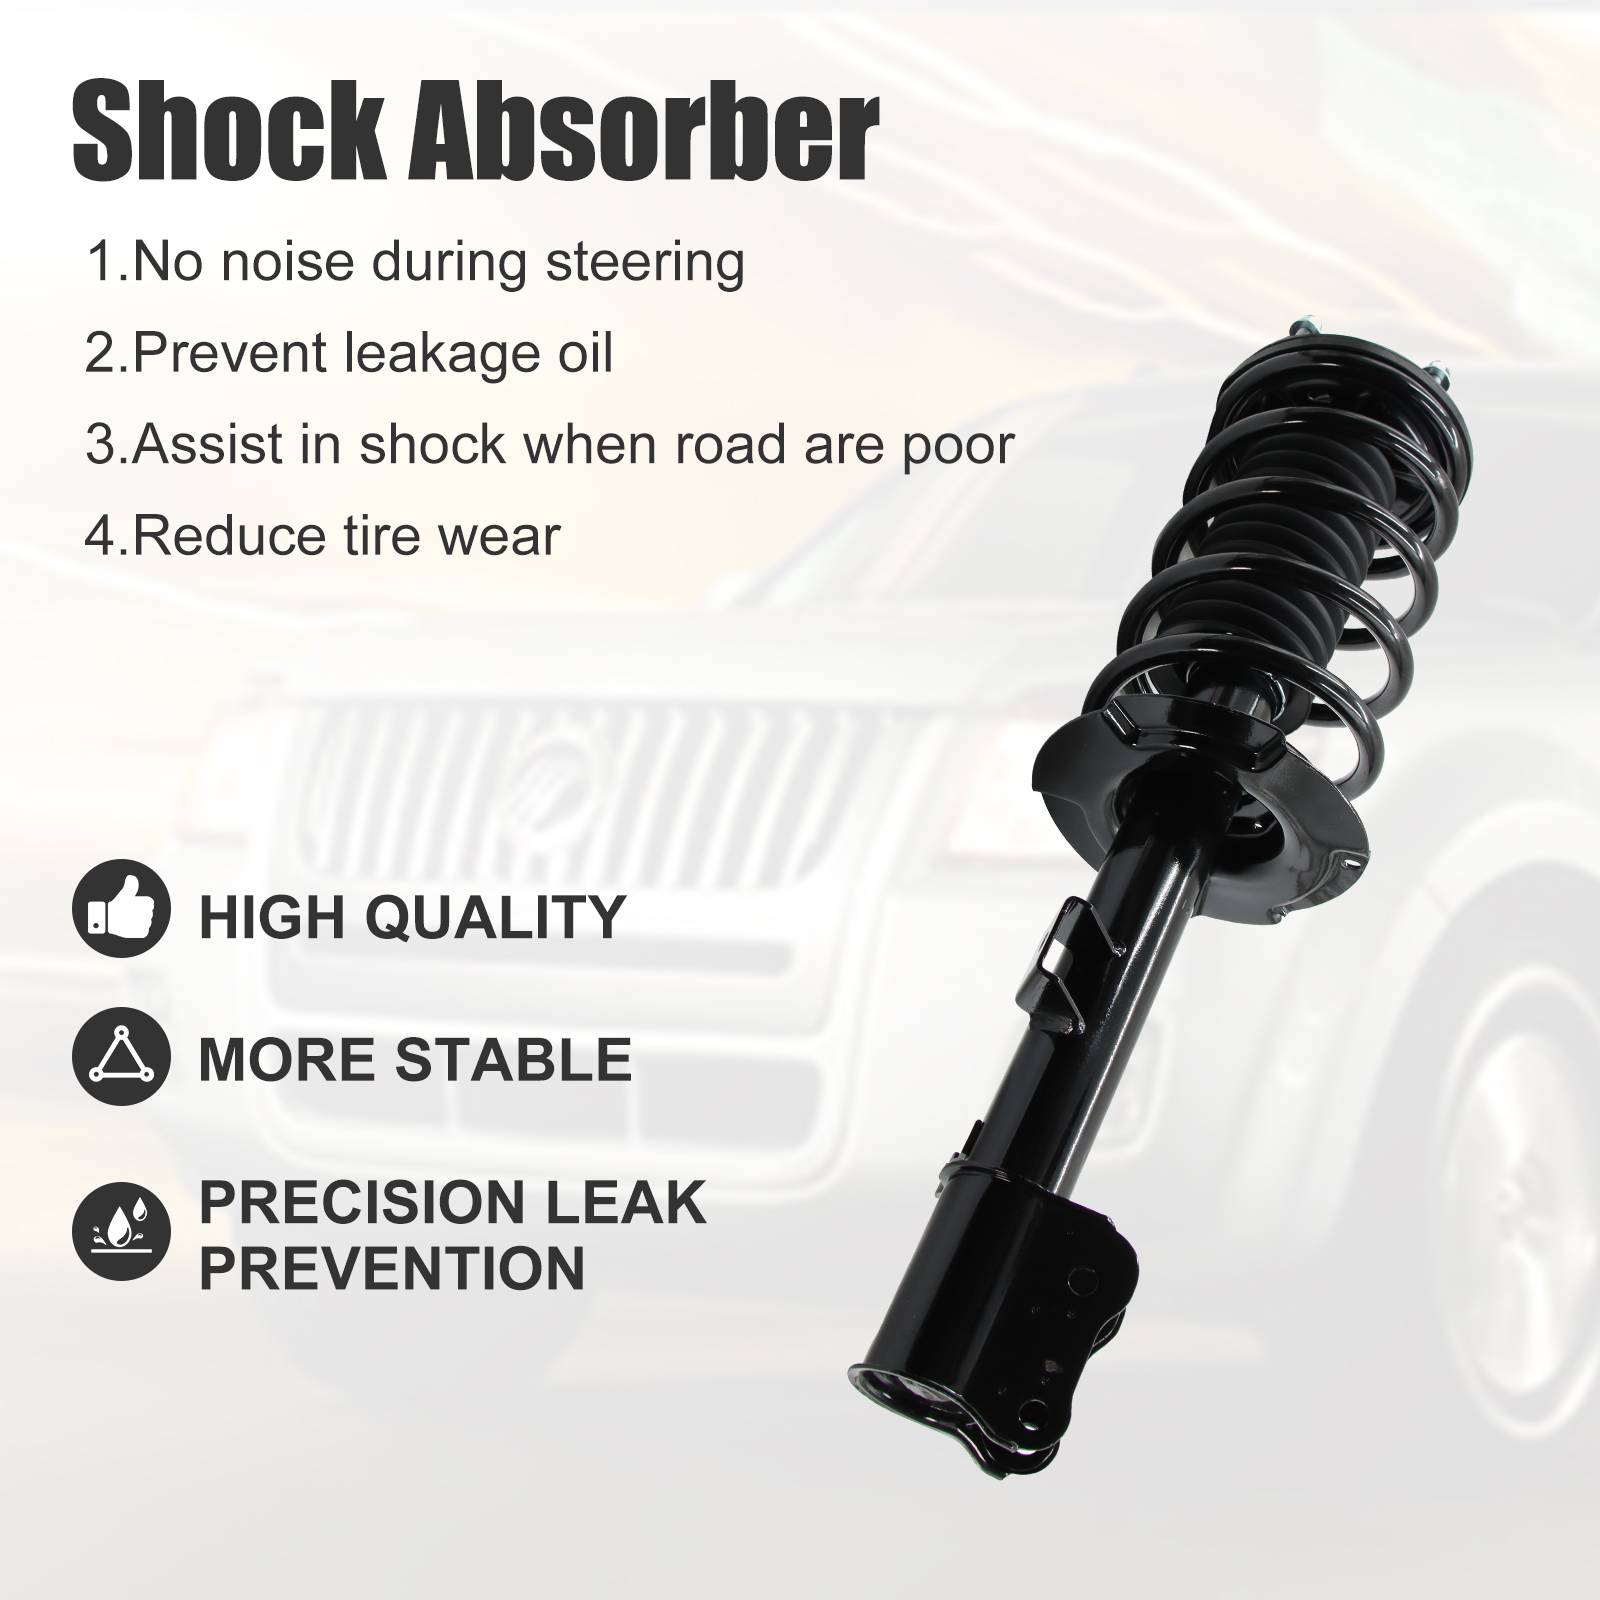 Shock Absorber
1.No noise during steering
2.Prevent leakage oil
3.Assist in shock when road are poor
4.Reduce tire wear
HIGH QUALITY
MORE STABLE
PRECISION LEAK
PREVENTION